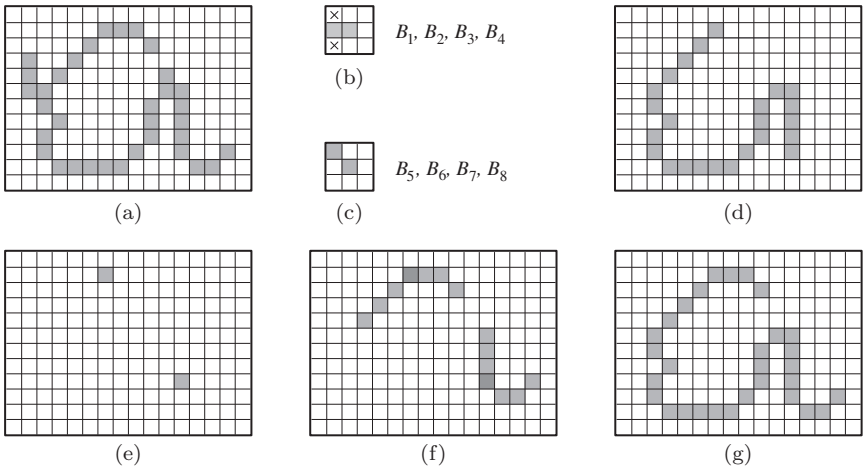 B1, B2, B3, B4
(b)
B5, B6, B7, B8
(a)
(c)
(d)
(e)
(f)
(g)